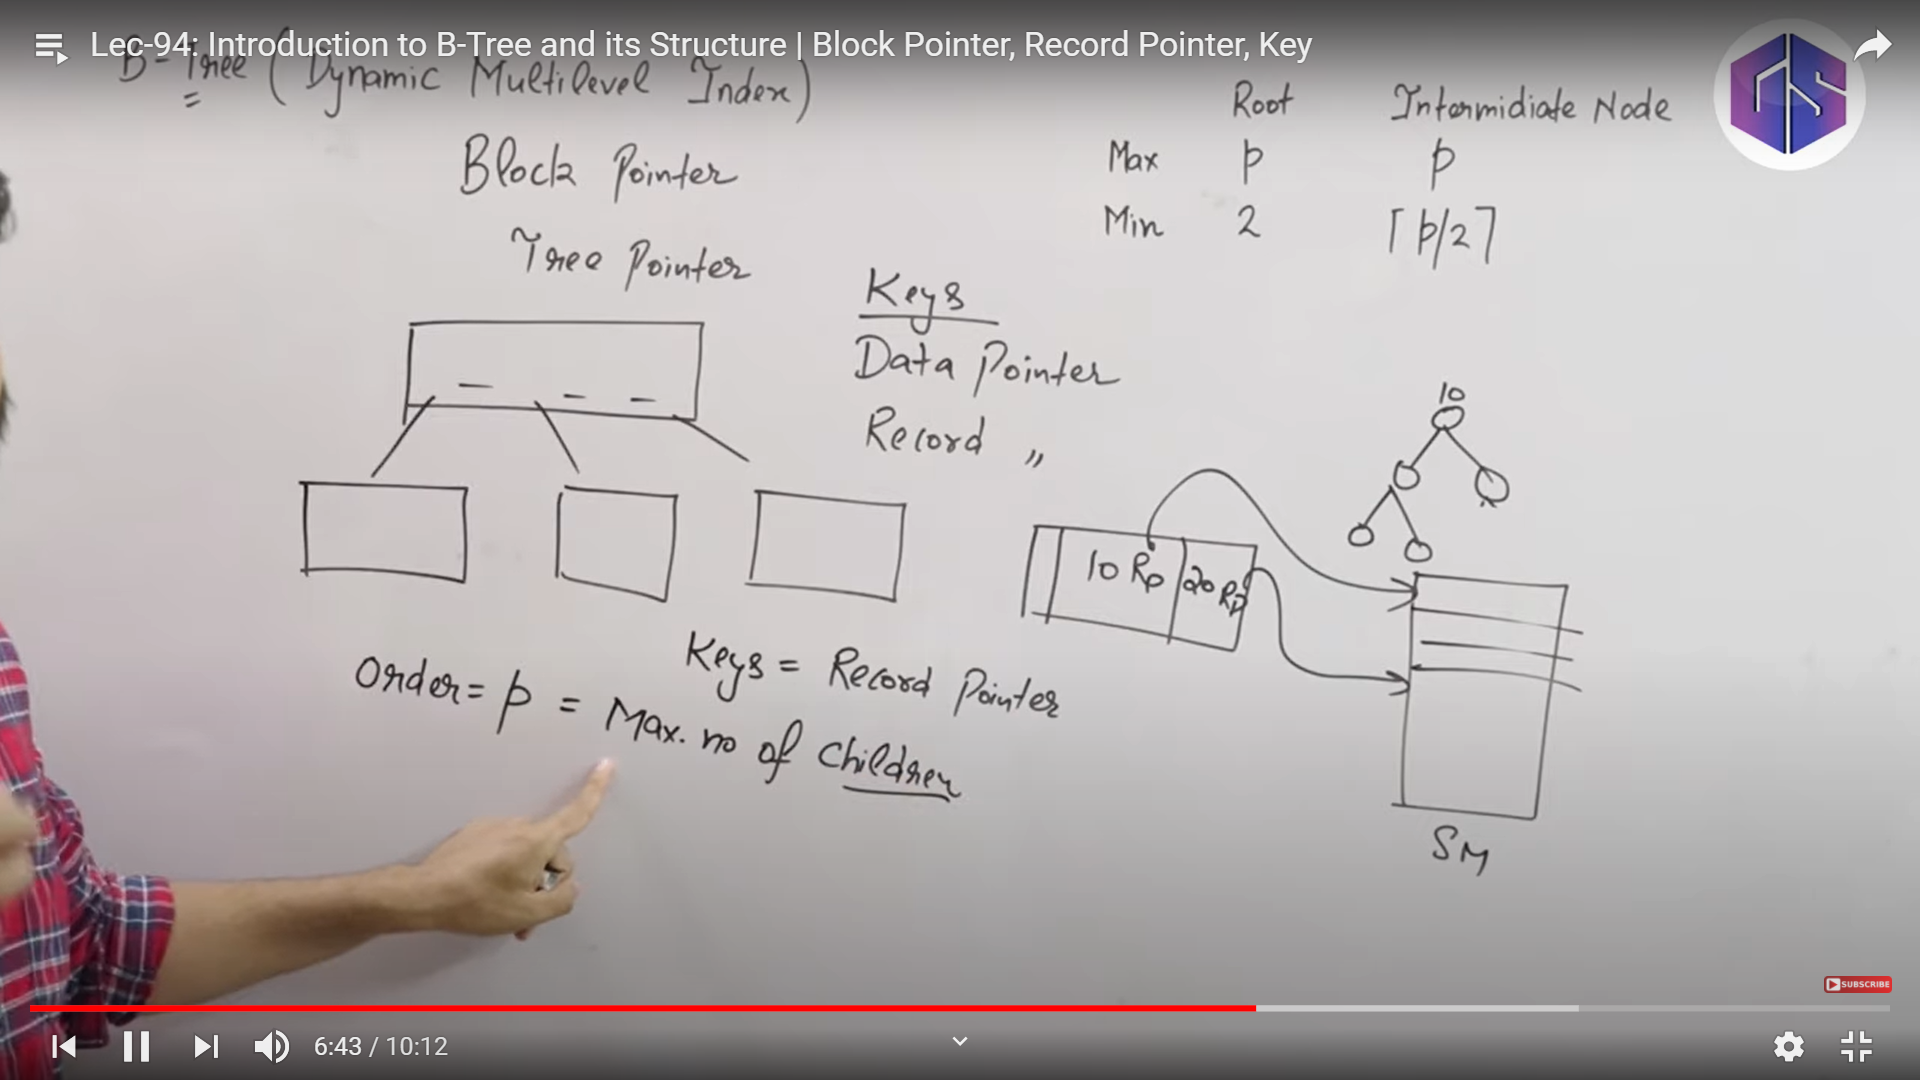 Lec-94: Introduction to B-Tree and its Structure | Block Pointer, Record Pointer, Key
B-Tree (Dynamic Multilevel Index)
Block Pointer
Tree Pointer
Root Intermidiate Node
Max p p
Min 2 ⌈p/2⌉
Keys
Data Pointer
Record "
10
10 Rp 20 Rp
Keys = Record Pointer
Order = p = Max. no of Children
SM
SUBSCRIBE
6:43 / 10:12